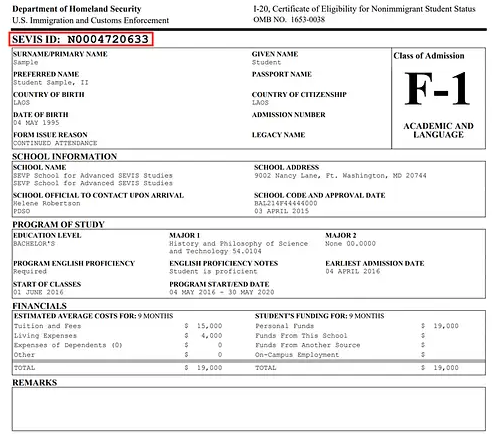 Department of Homeland Security
U.S. Immigration and Customs Enforcement
I-20, Certificate of Eligibility for Nonimmigrant Student Status
OMB NO. 1653-0038
SEVIS ID: N0004720633
SURNAME/PRIMARY NAME
Sample
GIVEN NAME
Student
Class of Admission
PREFERRED NAME
Student Sample, II
PASSPORT NAME
COUNTRY OF BIRTH
LAOS
COUNTRY OF CITIZENSHIP
LAOS
F-1
DATE OF BIRTH
04 MAY 1995
ADMISSION NUMBER
FORM ISSUE REASON
CONTINUED ATTENDANCE
LEGACY NAME
ACADEMIC AND
LANGUAGE
SCHOOL INFORMATION
SCHOOL NAME
SEVP School for Advanced SEVIS Studies
SEVP School for Advanced SEVIS Studies
SCHOOL ADDRESS
9002 Nancy Lane, Ft. Washington, MD 20744
SCHOOL OFFICIAL TO CONTACT UPON ARRIVAL
Helene Robertson
PDSO
SCHOOL CODE AND APPROVAL DATE
BAL214F44444000
03 APRIL 2015
PROGRAM OF STUDY
EDUCATION LEVEL
BACHELOR'S
MAJOR 1
History and Philosophy of Science
and Technology 54.0104
MAJOR 2
None 00.0000
PROGRAM ENGLISH PROFICIENCY
Required
ENGLISH PROFICIENCY NOTES
Student is proficient
EARLIEST ADMISSION DATE
04 APRIL 2016
START OF CLASSES
01 JUNE 2016
PROGRAM START/END DATE
04 MAY 2016 - 30 MAY 2020
FINANCIALS
ESTIMATED AVERAGE COSTS FOR: 9 MONTHS
Tuition and Fees $ 15,000
Living Expenses $ 4,000
Expenses of Dependents (0) $ 0
Other $ 0
TOTAL $ 19,000
STUDENT'S FUNDING FOR: 9 MONTHS
Personal Funds $ 19,000
Funds From This School $
Funds From Another Source $
On-Campus Employment $
TOTAL $ 19,000
REMARKS